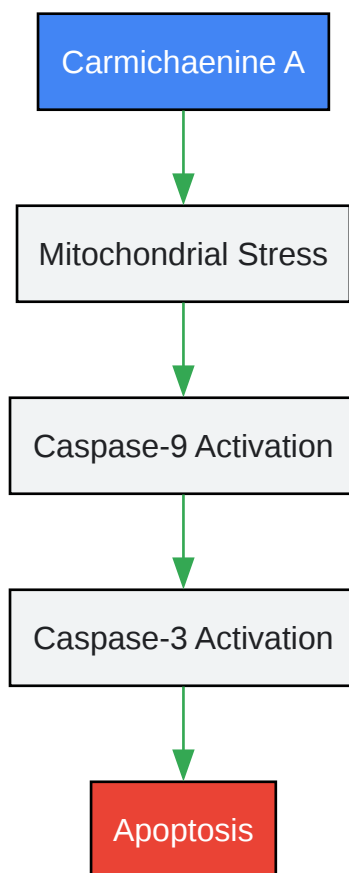 Carmichaenine A
Mitochondrial Stress
Caspase-9 Activation
Caspase-3 Activation
Apoptosis